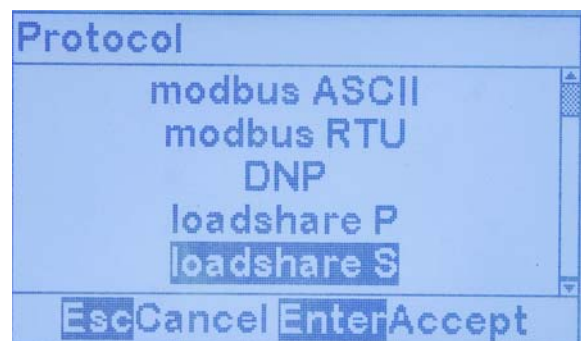 Protocol
modbus ASCII
modbus RTU
DNP
loadshare P
loadshare S
EscCancel EnterAccept